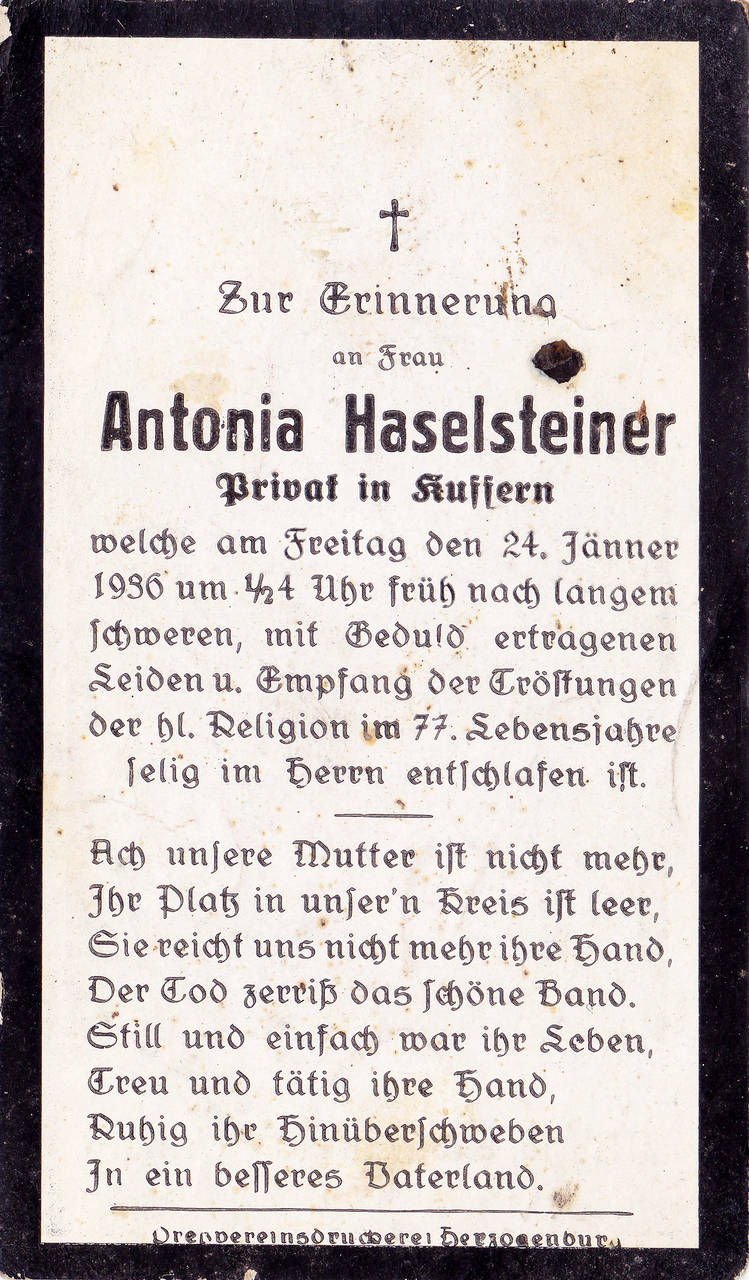 Zur Erinnerung
an Frau
Antonia Haselsteiner
Privat in Kuffern
welche am Freitag den 24. Jänner
1936 um ½4 Uhr früh nach langem
schweren, mit Geduld ertragenen
Leiden u. Empfang der Tröstungen
der hl. Religion im 77. Lebensjahre
selig im Herrn entschlafen ist.
Ach unsere Mutter ist nicht mehr,
Ihr Platz in unser'n Kreis ist leer,
Sie reicht uns nicht mehr ihre Hand,
Der Tod zerriß das schöne Band.
Still und einfach war ihr Leben,
Treu und tätig ihre Hand,
Ruhig ihr Hinüberschweben
In ein besseres Vaterland.
Preßvereinsdruckerei Herzogenburg